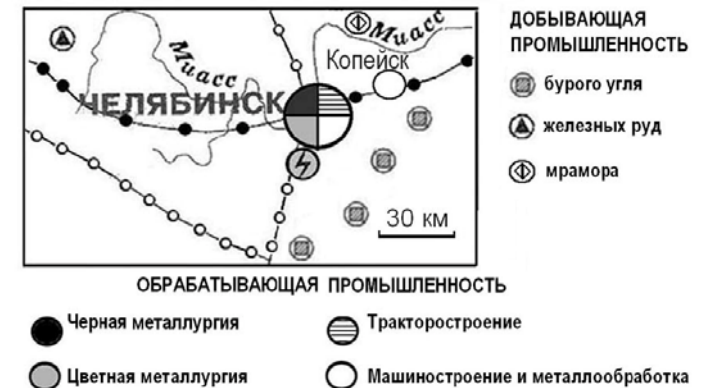 ДОБЫВАЮЩАЯ
ПРОМЫШЛЕННОСТЬ
Миасс
Миасс
Копейск
ЧЕЛЯБИНСК
бурого угля
железных руд
мрамора
30 км
ОБРАБАТЫВАЮЩАЯ ПРОМЫШЛЕННОСТЬ
Черная металлургия
Тракторостроение
Цветная металлургия
Машиностроение и металлообработка